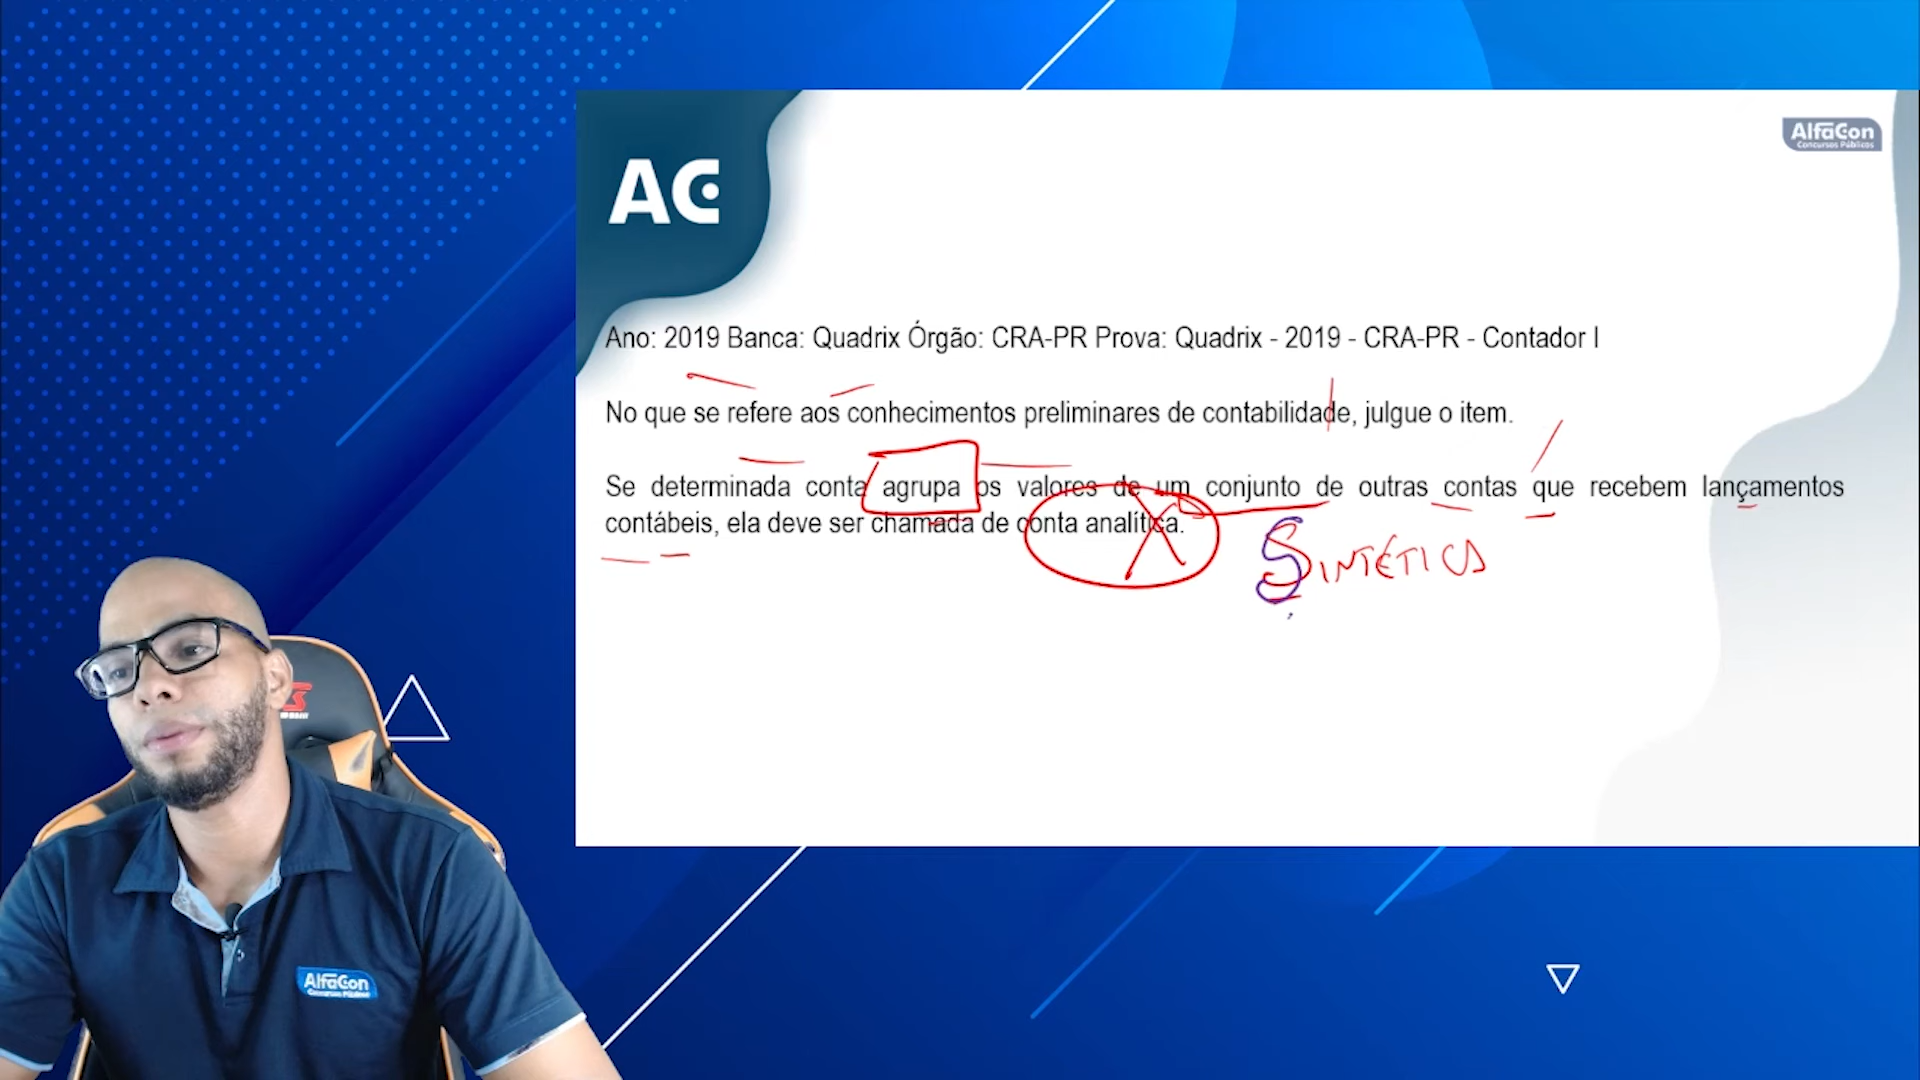 AC
AlfaCon
Concursos Públicos
Ano: 2019 Banca: Quadrix Órgão: CRA-PR Prova: Quadrix - 2019 - CRA-PR - Contador I
No que se refere aos conhecimentos preliminares de contabilidade, julgue o item.
Se determinada conta agrupa os valores de um conjunto de outras contas que recebem lançamentos
contábeis, ela deve ser chamada de conta analítica.
SINTÉTICA
AlfaCon
Concursos Públicos